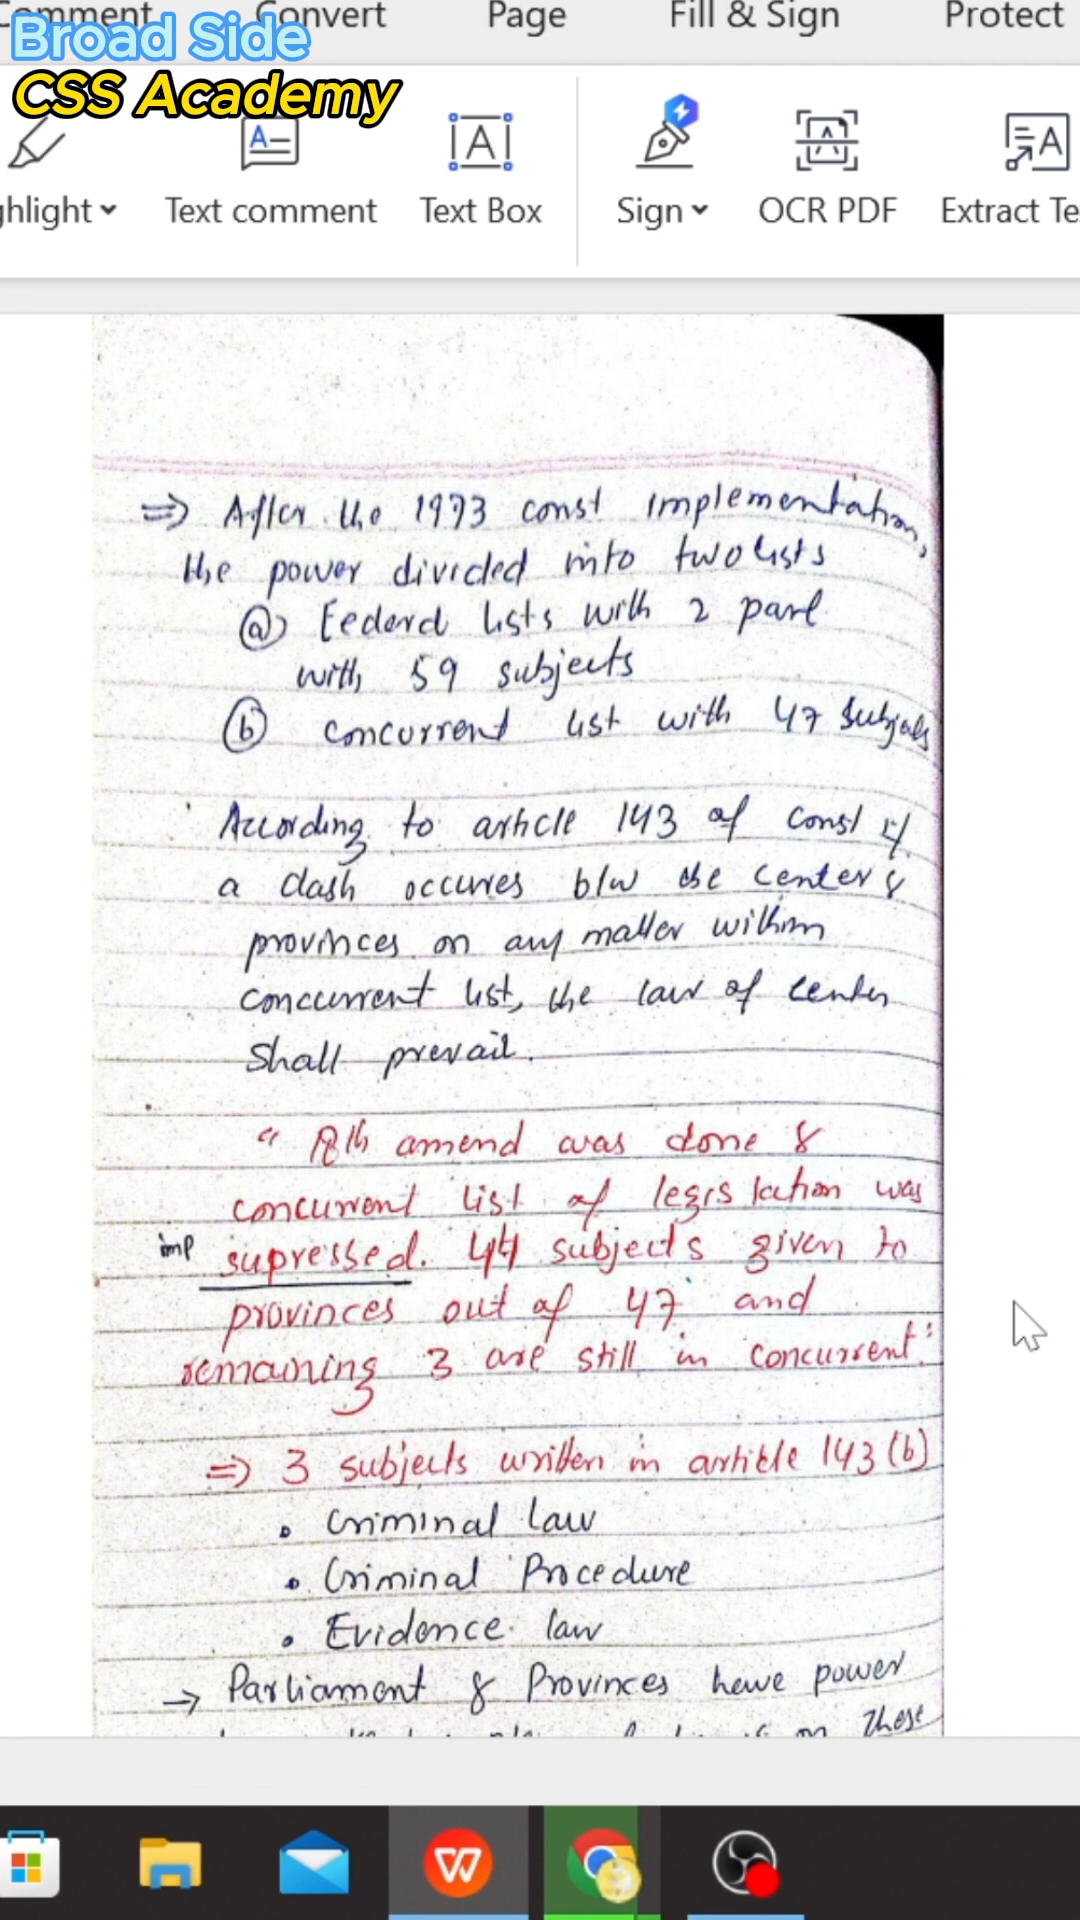 Comment
Convert
Page
Fill & Sign
Protect
Broad Side
CSS Academy
ghlight
Text comment
Text Box
Sign
OCR PDF
Extract Te
⇒ After the 1973 const implementation,
the power divided into two lists
(a) Federal lists with 2 part
with 59 subjects
(b) concurrent list with 47 subjects
According to article 143 of const if
a clash occures b/w the center &
provinces on any matter within
concurrent list, the law of center
shall prevail.
" 18th amend was done &
concurrent list of legislation was
imp supressed. 44 subjects given to
provinces out of 47 and
remaining 3 are still in concurrent."
⇒ 3 subjects written in article 143 (b)
• Criminal law
• Criminal Procedure
• Evidence law
→ Parliament & Provinces have power
on these